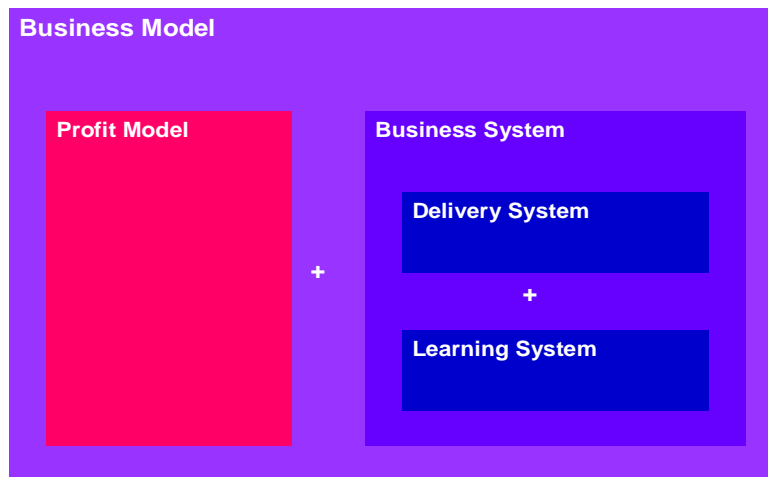 Business Model
Profit Model
+
Business System
Delivery System
+
Learning System